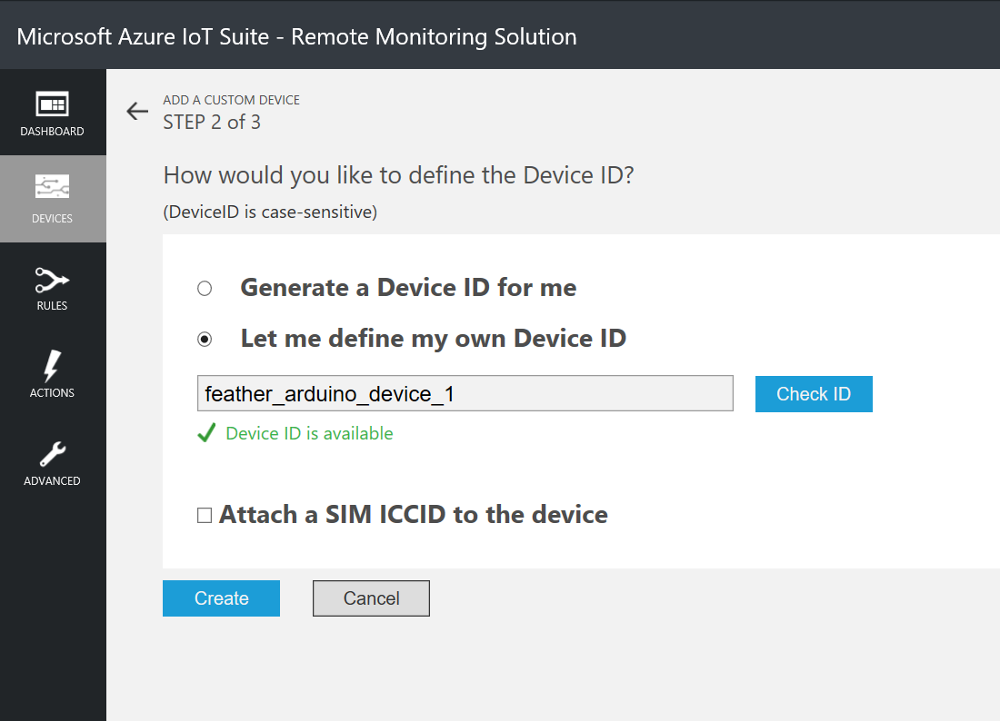 Microsoft Azure IoT Suite - Remote Monitoring Solution
DASHBOARD
DEVICES
RULES
ACTIONS
ADVANCED
ADD A CUSTOM DEVICE
STEP 2 of 3
How would you like to define the Device ID?
(DeviceID is case-sensitive)
Generate a Device ID for me
Let me define my own Device ID
feather_arduino_device_1
Check ID
Device ID is available
Attach a SIM ICCID to the device
Create
Cancel